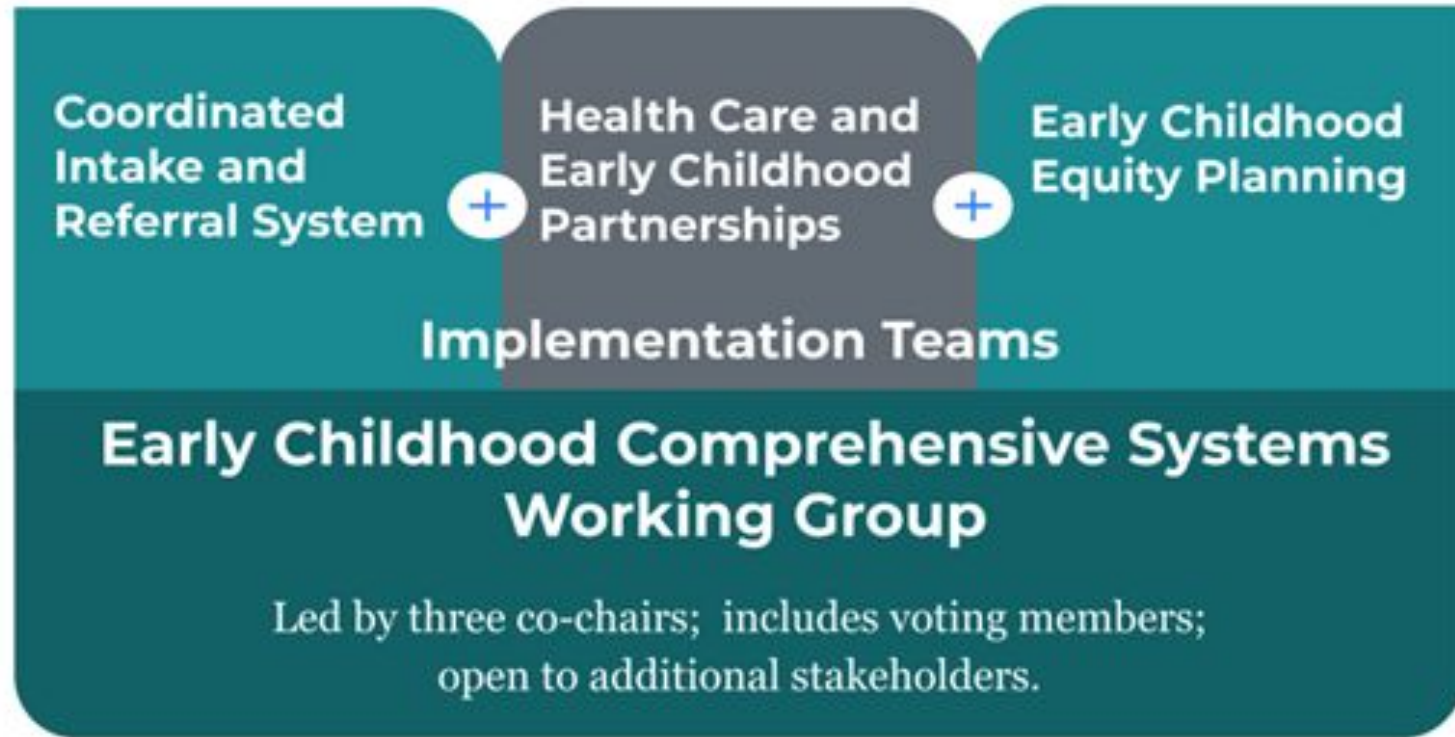 Coordinated
Intake and
Referral System
+
Health Care and
Early Childhood
Partnerships
+
Early Childhood
Equity Planning
Implementation Teams
Early Childhood Comprehensive Systems
Working Group
Led by three co-chairs; includes voting members;
open to additional stakeholders.